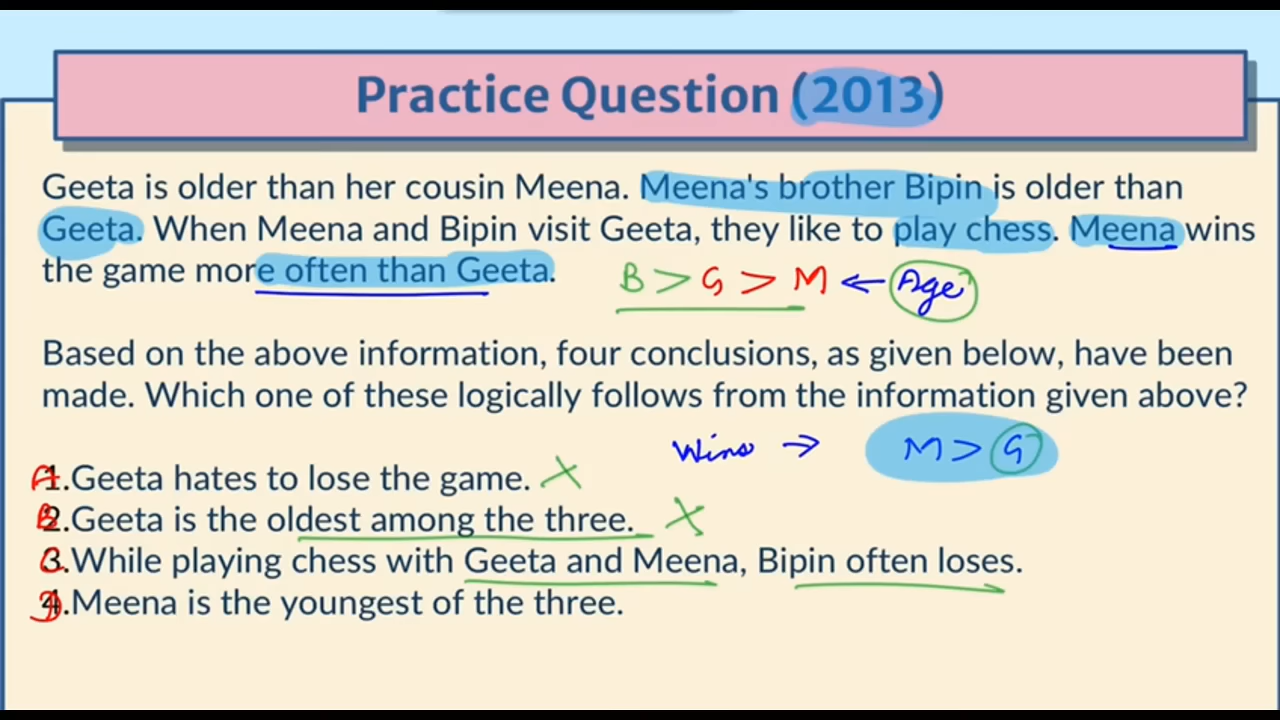 Practice Question (2013)
Geeta is older than her cousin Meena. Meena's brother Bipin is older than
Geeta. When Meena and Bipin visit Geeta, they like to play chess. Meena wins
the game more often than Geeta.
B > G > M ← Age
Based on the above information, four conclusions, as given below, have been
made. Which one of these logically follows from the information given above?
Wins → M > G
A 1.Geeta hates to lose the game. X
B 2.Geeta is the oldest among the three. X
C 3.While playing chess with Geeta and Meena, Bipin often loses.
D 4.Meena is the youngest of the three.